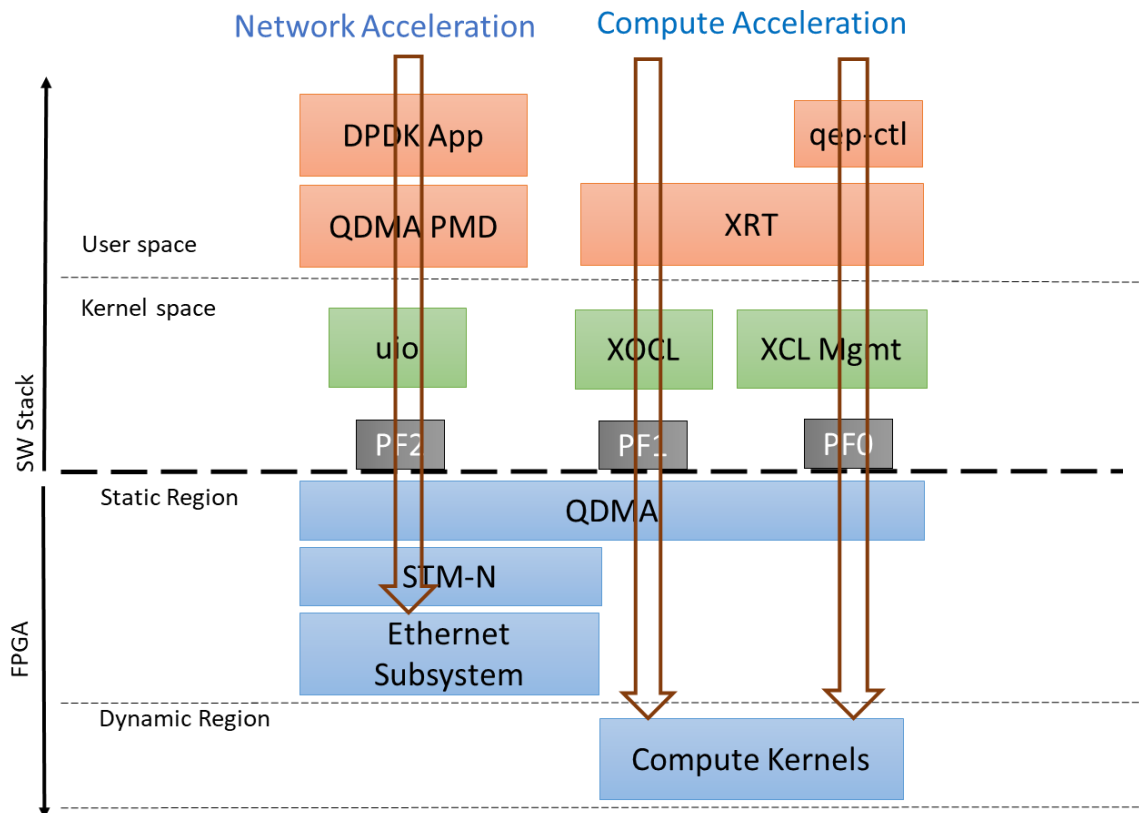 Network Acceleration
Compute Acceleration
DPDK App
qep-ctl
QDMA PMD
XRT
User space
Kernel space
uio
XOCL
XCL Mgmt
SW Stack
PF2
PF1
PF0
Static Region
QDMA
STM-N
Ethernet
Subsystem
FPGA
Dynamic Region
Compute Kernels